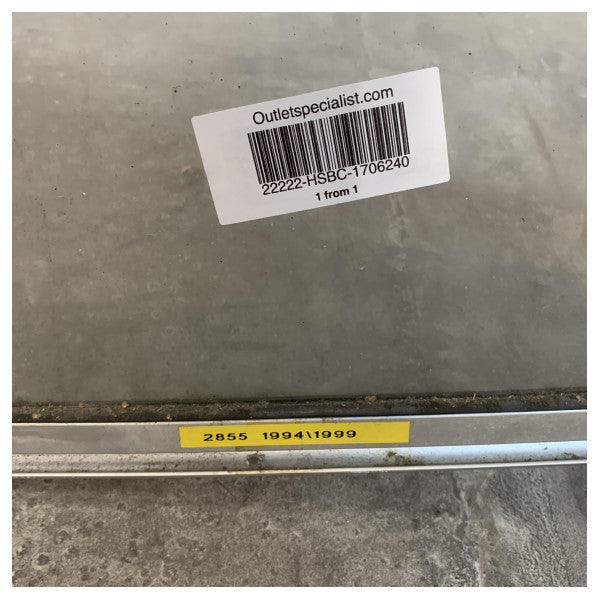 Outletspecialist.com
22222-HSBC-1706240
1 from 1
2855 1994\1999